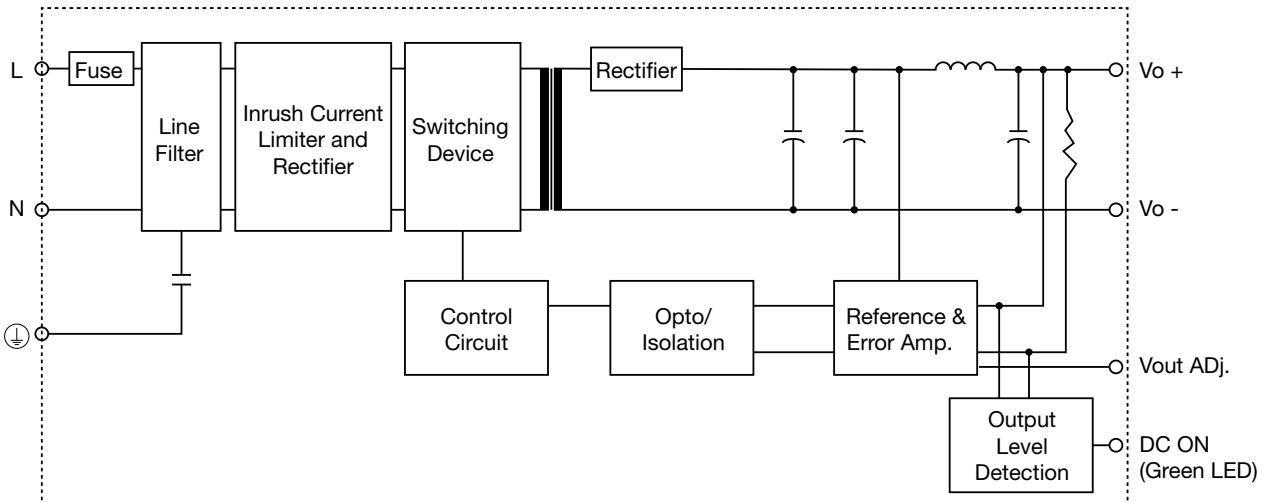 L
Fuse
Line
Filter
Inrush Current
Limiter and
Rectifier
Switching
Device
Rectifier
Vo +
N
Vo -
Control
Circuit
Opto/
Isolation
Reference &
Error Amp.
Vout ADj.
Output
Level
Detection
DC ON
(Green LED)